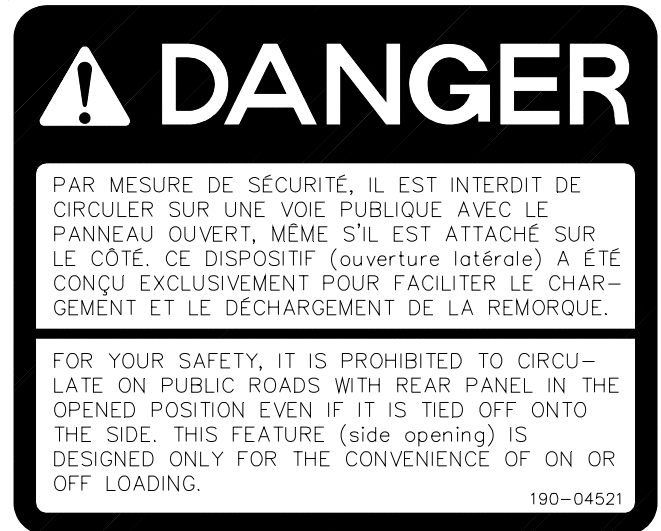 DANGER
PAR MESURE DE SÉCURITÉ, IL EST INTERDIT DE
CIRCULER SUR UNE VOIE PUBLIQUE AVEC LE
PANNEAU OUVERT, MÊME S'IL EST ATTACHÉ SUR
LE CÔTÉ. CE DISPOSITIF (ouverture latérale) A ÉTÉ
CONÇU EXCLUSIVEMENT POUR FACILITER LE CHAR-
GEMENT ET LE DÉCHARGEMENT DE LA REMORQUE.
FOR YOUR SAFETY, IT IS PROHIBITED TO CIRCU-
LATE ON PUBLIC ROADS WITH REAR PANEL IN THE
OPENED POSITION EVEN IF IT IS TIED OFF ONTO
THE SIDE. THIS FEATURE (side opening) IS
DESIGNED ONLY FOR THE CONVENIENCE OF ON OR
OFF LOADING.
190-04521